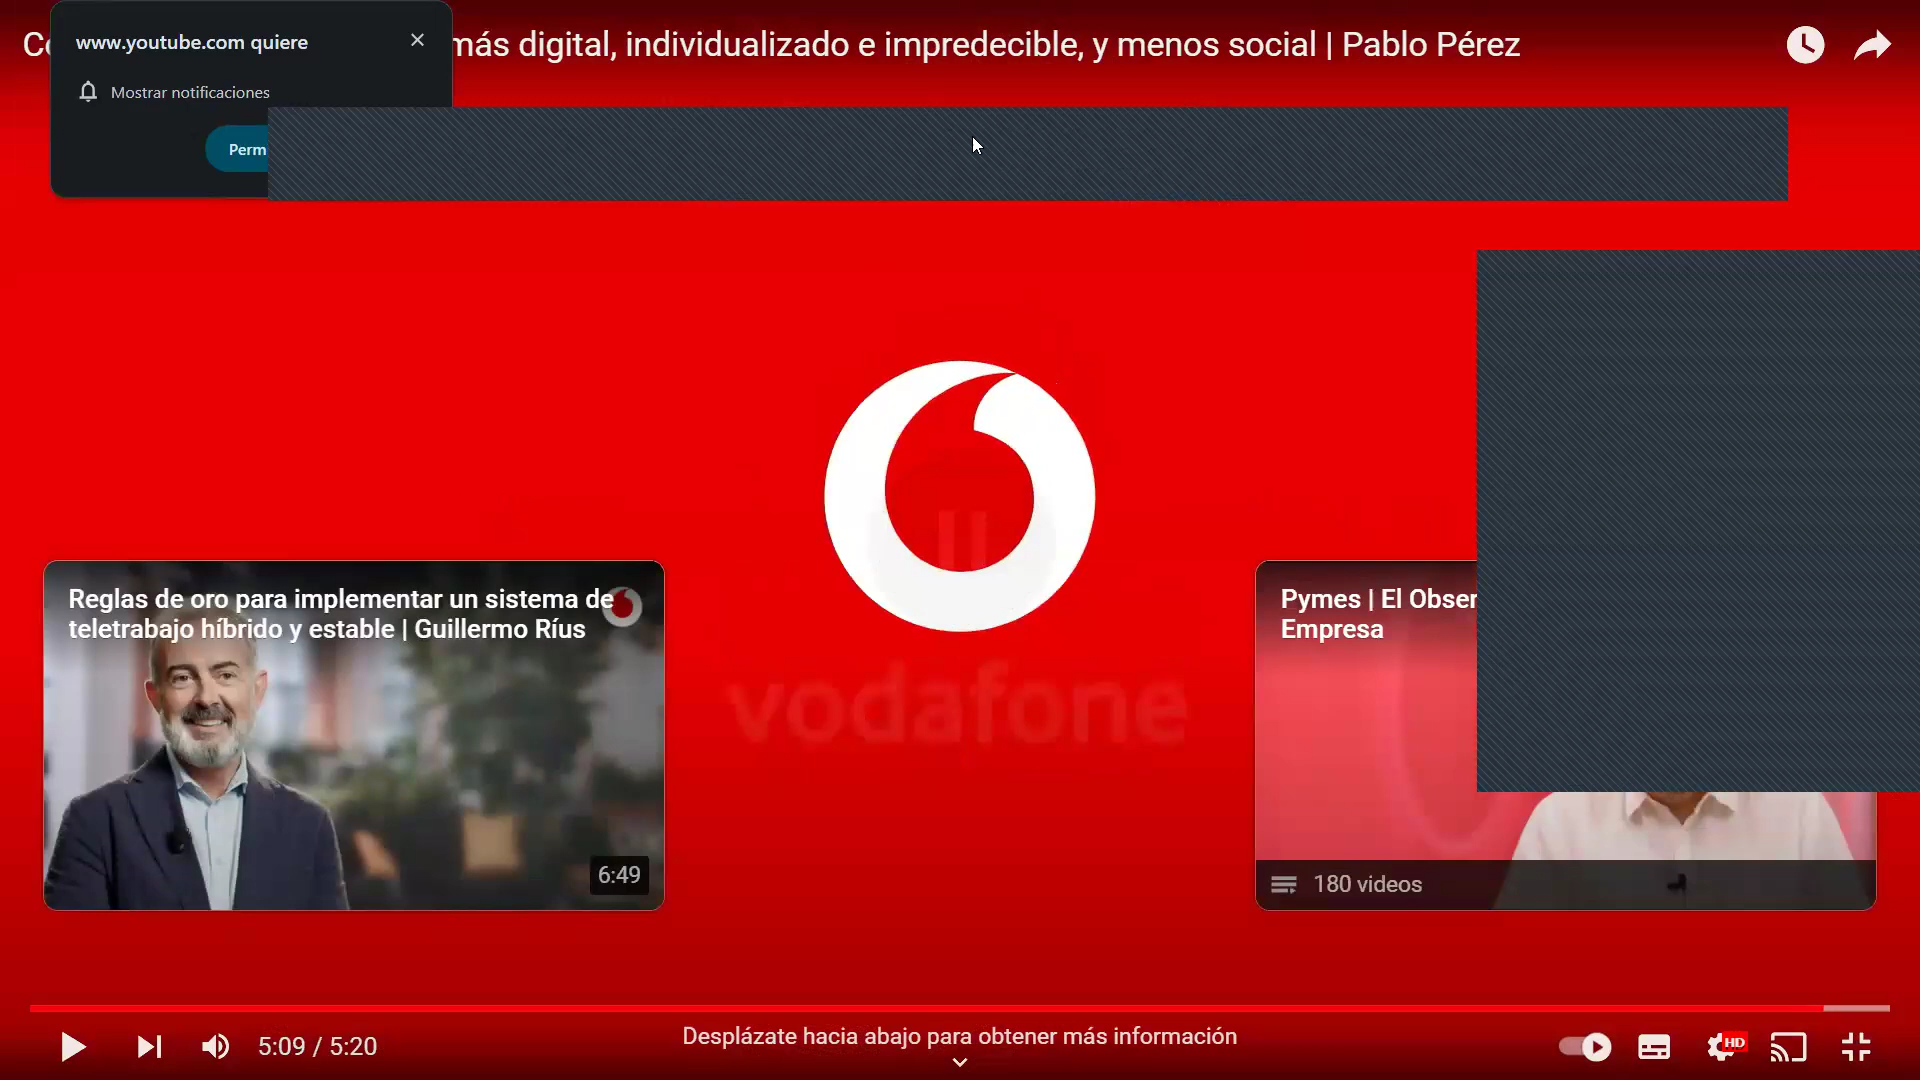 más digital, individualizado e impredecible, y menos social | Pablo Pérez
www.youtube.com quiere
Mostrar notificaciones
Reglas de oro para implementar un sistema de
teletrabajo híbrido y estable | Guillermo Ríus
6:49
vodafone
Pymes | El
Empresa
180 videos
5:09 / 5:20
Desplázate hacia abajo para obtener más información
HD